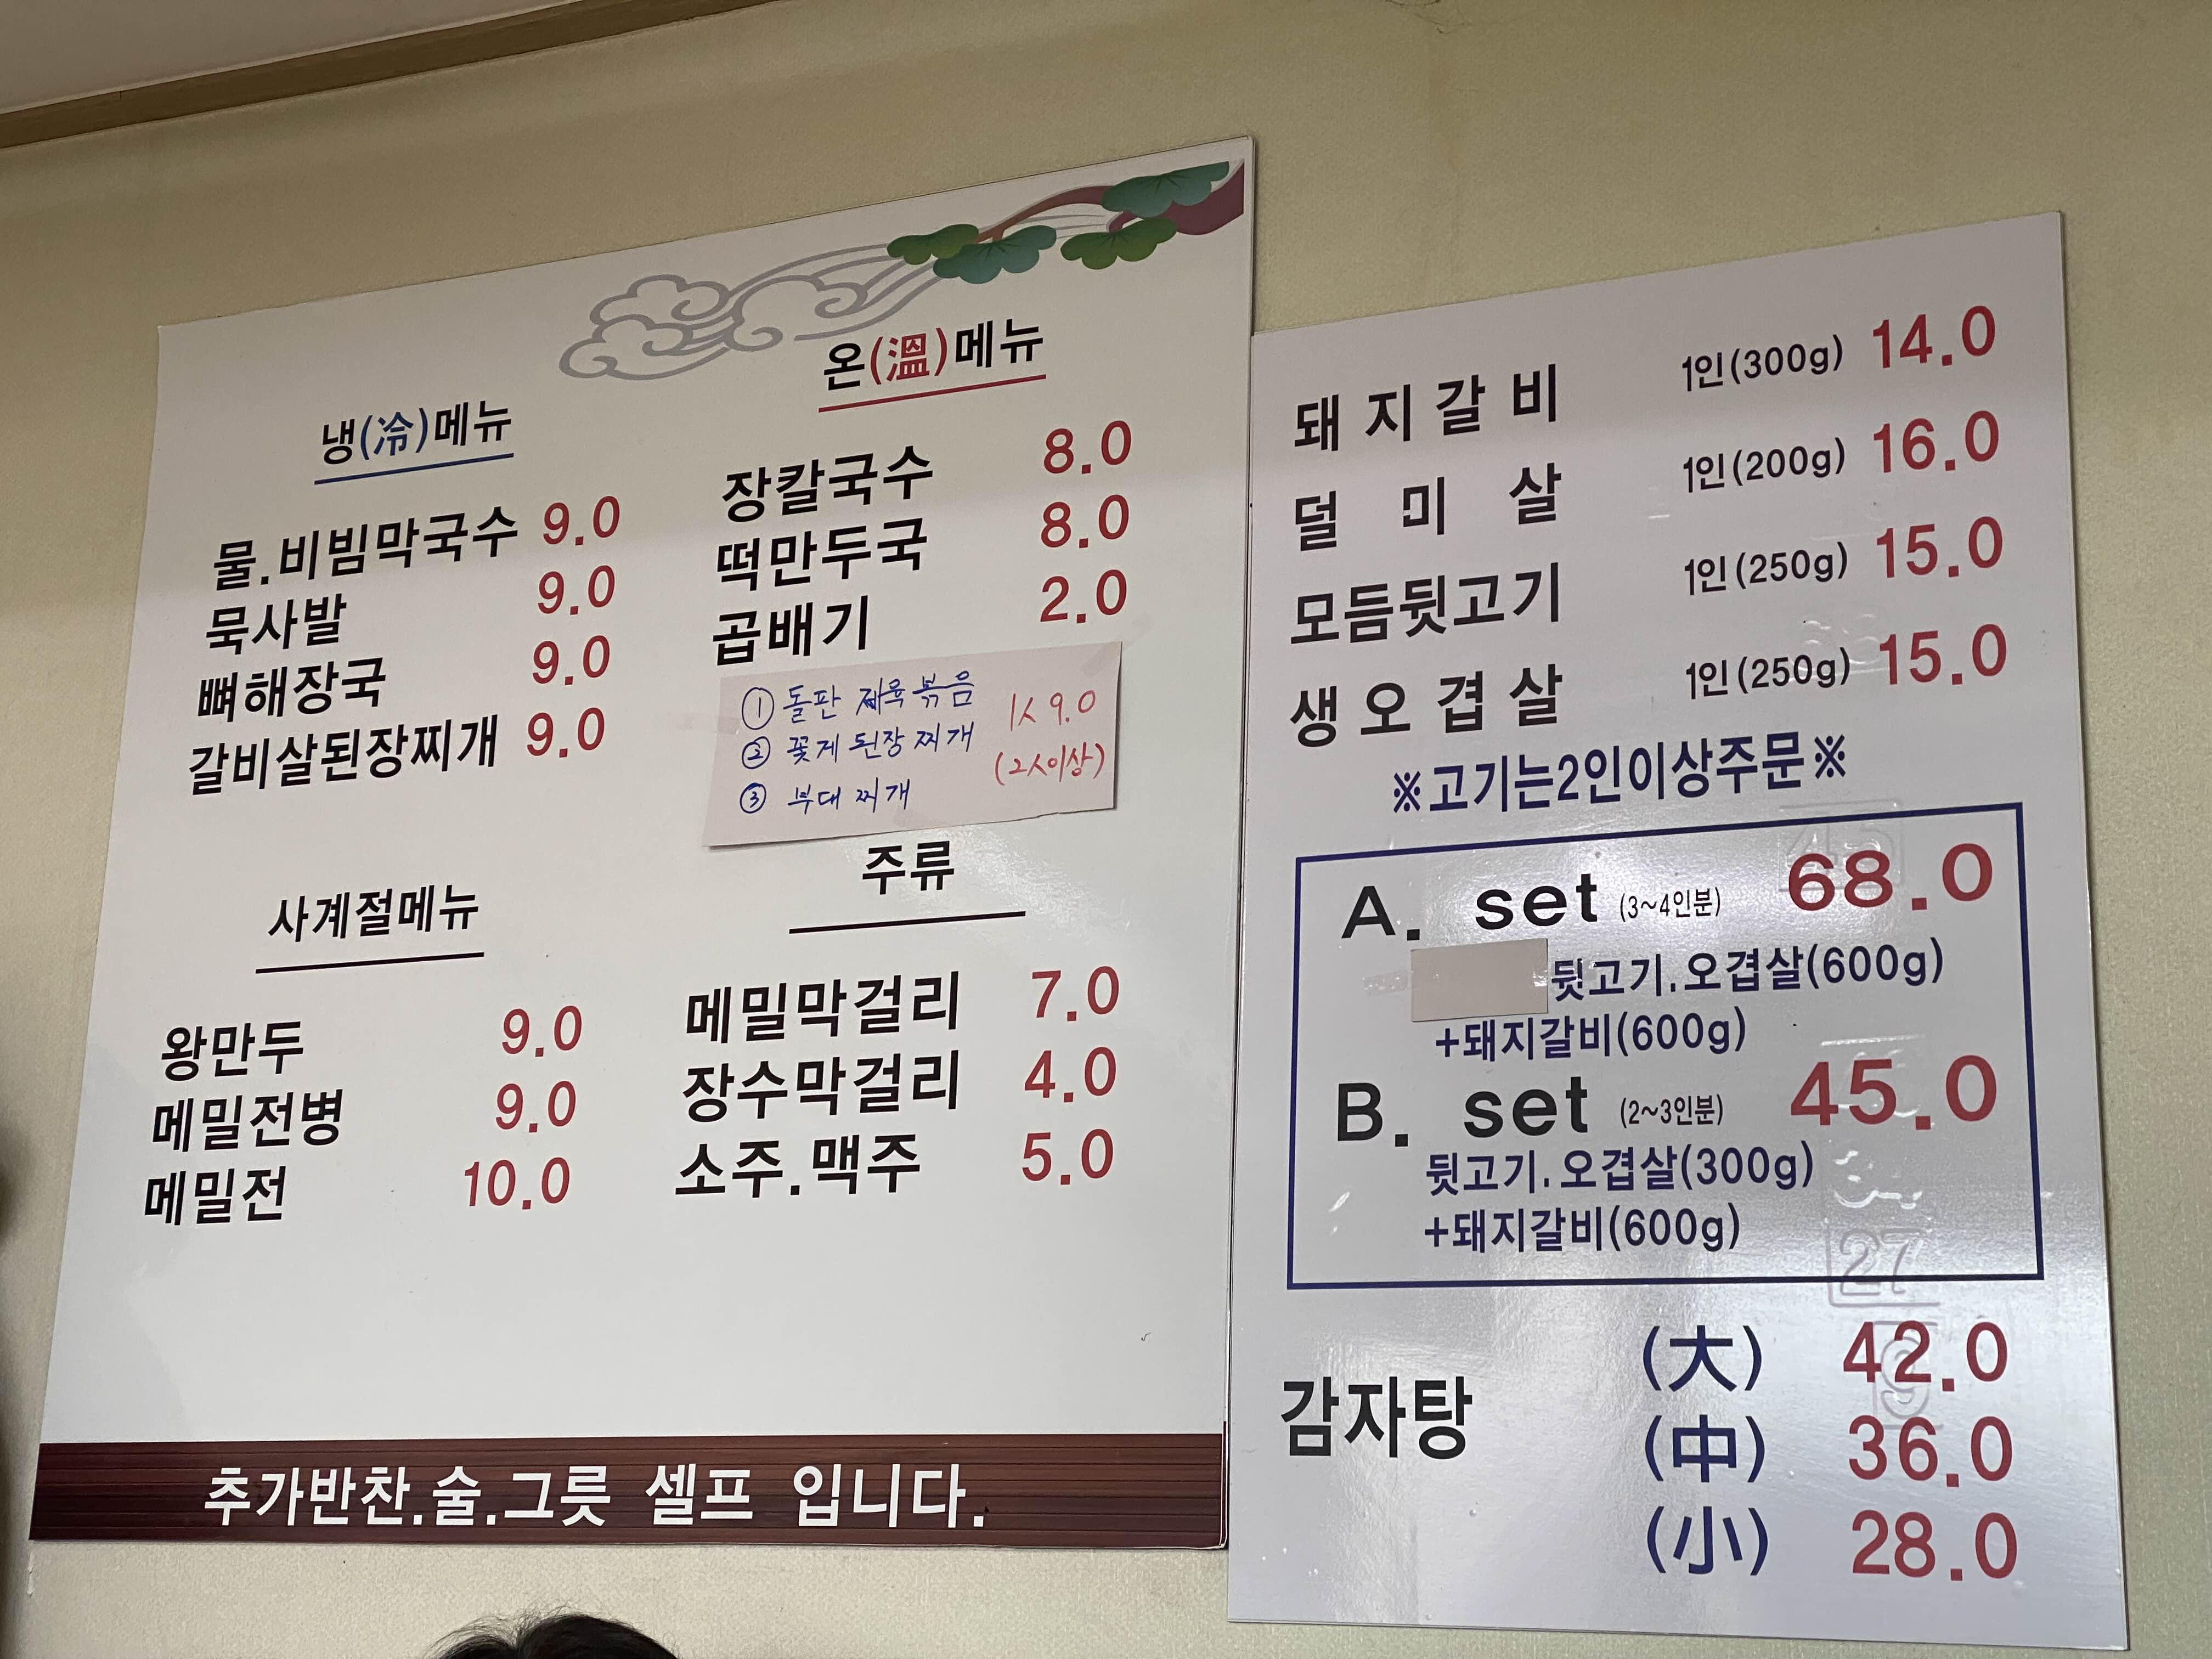 냉(冷)메뉴
물.비빔막국수 9.0
묵사발 9.0
뼈해장국 9.0
갈비살된장찌개 9.0
온(溫)메뉴
장칼국수 8.0
떡만두국 8.0
곱배기 2.0
① 돌판 제육볶음 1人 9.0
② 꽃게 된장 찌개 (2人이상)
③ 부대 찌개
사계절메뉴
왕만두 9.0
메밀전병 9.0
메밀전 10.0
주류
메밀막걸리 7.0
장수막걸리 4.0
소주.맥주 5.0
추가반찬.술.그릇 셀프 입니다.
돼지갈비 1인(300g) 14.0
덜미살 1인(200g) 16.0
모듬뒷고기 1인(250g) 15.0
생오겹살 1인(250g) 15.0
※고기는2인이상주문※
A. set (3~4인분) 68.0
뒷고기.오겹살(600g)
+돼지갈비(600g)
B. set (2~3인분) 45.0
뒷고기.오겹살(300g)
+돼지갈비(600g)
감자탕
(大) 42.0
(中) 36.0
(小) 28.0